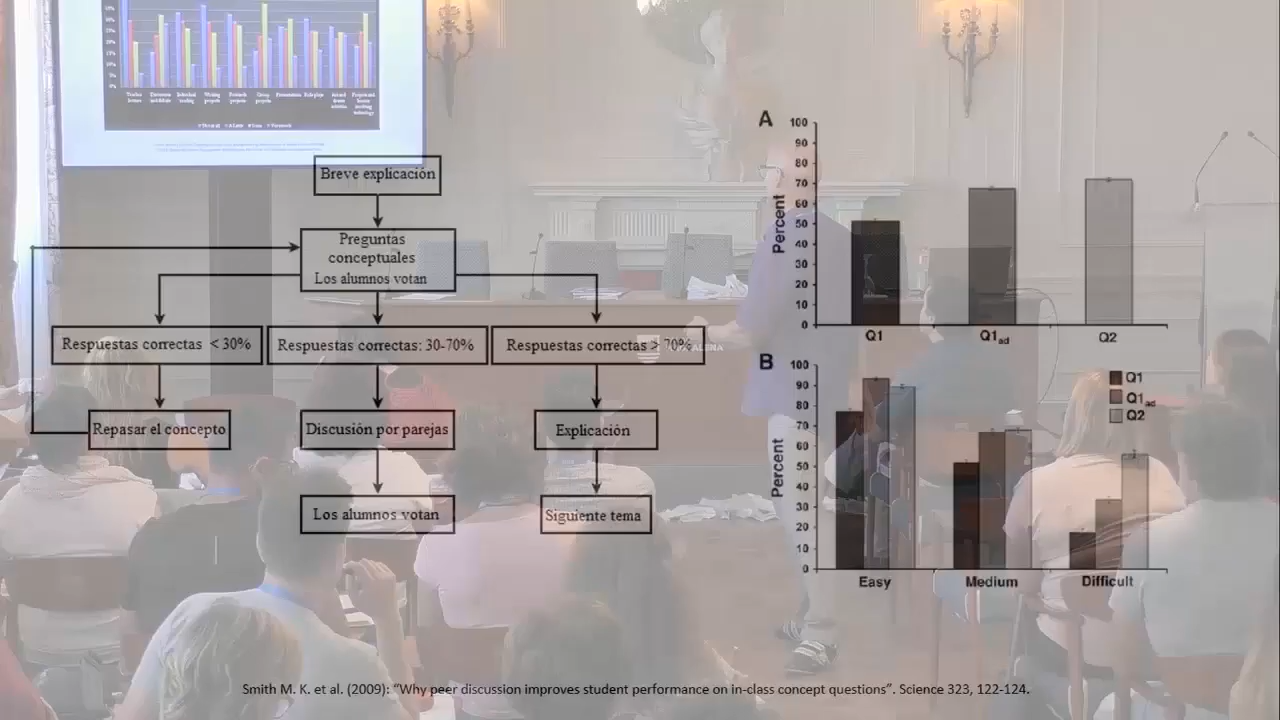 Breve explicación
Preguntas
conceptuales
Los alumnos votan
Respuestas correctas < 30%
Respuestas correctas: 30-70%
Respuestas correctas > 70%
Repasar el concepto
Discusión por parejas
Explicación
Los alumnos votan
Siguiente tema
A
100
90
80
70
60
50
40
30
20
10
0
Percent
Q1
Q1ad
Q2
B
100
90
80
70
60
50
40
30
20
10
0
Percent
Q1
Q1ad
Q2
Easy
Medium
Difficult
Smith M. K. et al. (2009): “Why peer discussion improves student performance on in-class concept questions”. Science 323, 122-124.